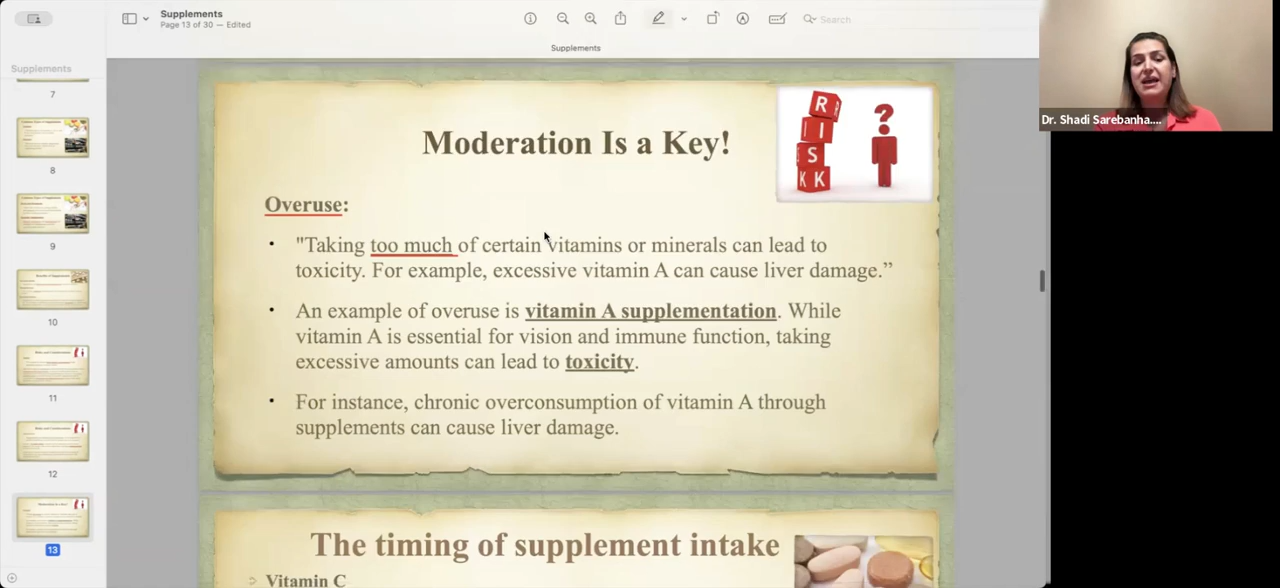 Supplements
Page 13 of 30 — Edited
Search
Supplements
Supplements
7
8
9
10
11
12
13
Moderation Is a Key!
R
I
S
K K
?
Overuse:
• "Taking too much of certain vitamins or minerals can lead to
toxicity. For example, excessive vitamin A can cause liver damage.”
• An example of overuse is vitamin A supplementation. While
vitamin A is essential for vision and immune function, taking
excessive amounts can lead to toxicity.
• For instance, chronic overconsumption of vitamin A through
supplements can cause liver damage.
The timing of supplement intake
Vitamin C
Dr. Shadi Sarebanha....